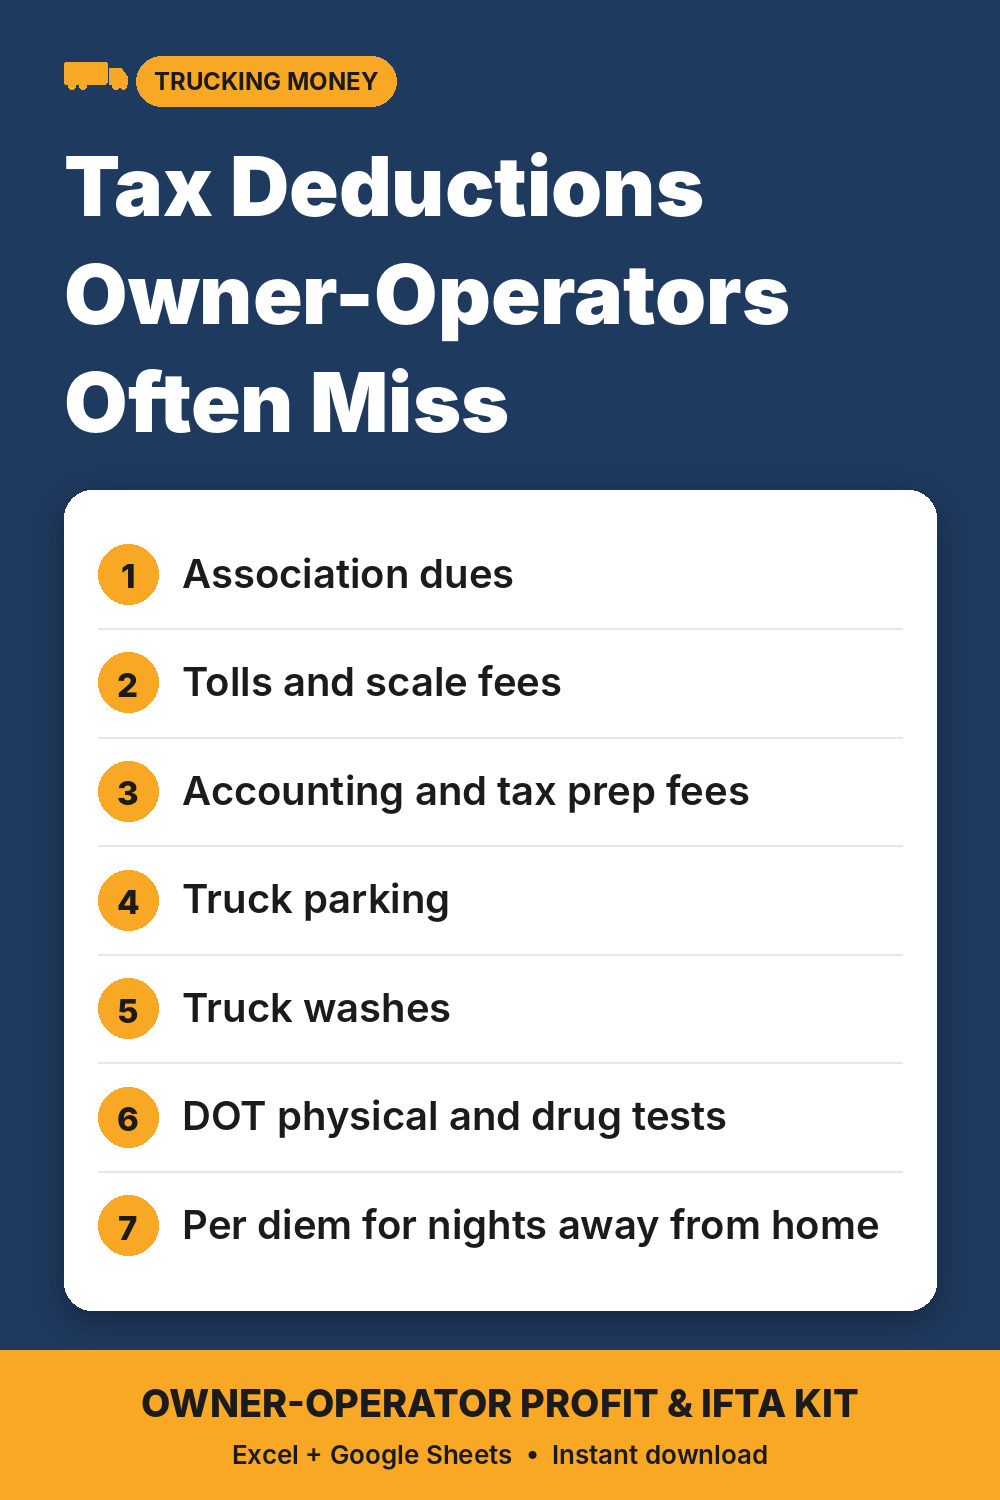 TRUCKING MONEY
Tax Deductions
Owner-Operators
Often Miss
1 Association dues
2 Tolls and scale fees
3 Accounting and tax prep fees
4 Truck parking
5 Truck washes
6 DOT physical and drug tests
7 Per diem for nights away from home
OWNER-OPERATOR PROFIT & IFTA KIT
Excel + Google Sheets • Instant download